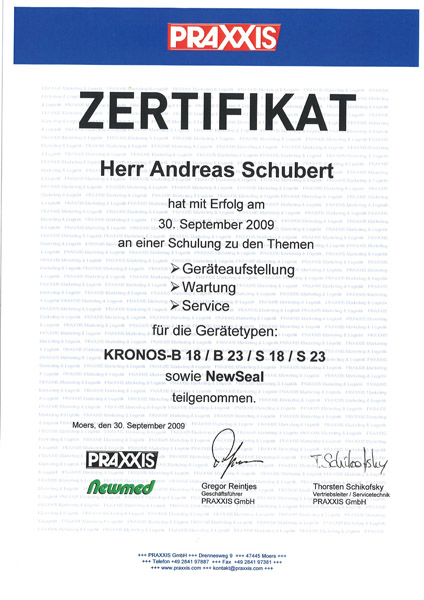 PRAXXIS
ZERTIFIKAT
Herr Andreas Schubert
hat mit Erfolg am
30. September 2009
an einer Schulung zu den Themen
➢Geräteaufstellung
➢Wartung
➢Service
für die Gerätetypen:
KRONOS-B 18 / B 23 / S 18 / S 23
sowie NewSeal
teilgenommen.
Moers, den 30. September 2009
PRAXXIS
Newmed
T. Schikofsky
Gregor Reintjes
Geschäftsführer
PRAXXIS GmbH
Thorsten Schikofsky
Vertriebsleiter / Servicetechnik
PRAXXIS GmbH
+++ PRAXXIS GmbH +++ Drennesweg 9 +++ 47445 Moers +++
+++ Telefon +49 2841 97887 +++ Fax +49 2841 97381 +++
+++ www.praxxis.com +++ kontakt@praxxis.com +++